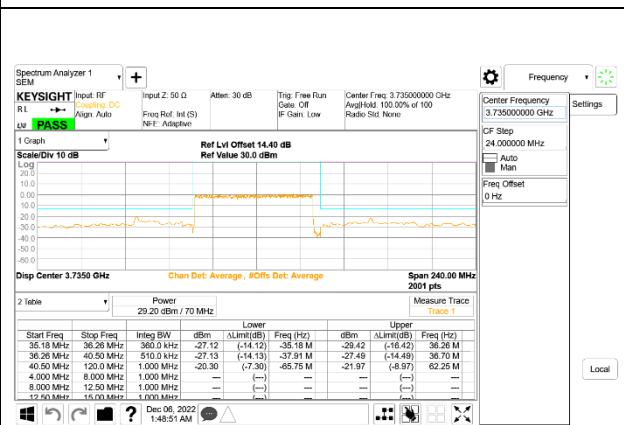 Spectrum Analyzer 1
SEM
Frequency
KEYSIGHT
Input: RF
Input Z: 50 Ω
Atten: 30 dB
Trig: Free Run
Center Freq: 3.735000000 GHz
R L
Coupling: DC
Gate: Off
Avg|Hold: 100.00% of 100
Align: Auto
Freq Ref: Int (S)
IF Gain: Low
Radio Std: None
NFE: Adaptive
PASS
Center Frequency
3.735000000 GHz
Settings
CF Step
24.000000 MHz
Auto
Man
Freq Offset
0 Hz
1 Graph
Ref Lvl Offset 14.40 dB
Scale/Div 10 dB
Ref Value 30.0 dBm
Log
20.0
10.0
0.00
-10.0
-20.0
-30.0
-40.0
-50.0
-60.0
Disp Center 3.7350 GHz
Chan Det: Average , #Offs Det: Average
Span 240.00 MHz
2001 pts
2 Table
Power
29.20 dBm / 70 MHz
Measure Trace
Trace 1
Lower Upper
Start Freq Stop Freq Integ BW dBm ΔLimit(dB) Freq (Hz) dBm ΔLimit(dB) Freq (Hz)
35.18 MHz 36.26 MHz 360.0 kHz -27.12 (-14.12) -35.18 M -29.42 (-16.42) 36.26 M
36.26 MHz 40.50 MHz 510.0 kHz -27.13 (-14.13) -37.91 M -27.49 (-14.49) 36.70 M
40.50 MHz 120.0 MHz 1.000 MHz -20.30 (-7.30) -65.75 M -21.97 (-8.97) 62.25 M
4.000 MHz 8.000 MHz 1.000 MHz --- (---) --- --- (---) ---
8.000 MHz 12.50 MHz 1.000 MHz --- (---) --- --- (---) ---
12.50 MHz 15.00 MHz 1.000 MHz --- (---) --- --- (---) ---
Local
Dec 06, 2022
1:48:51 AM